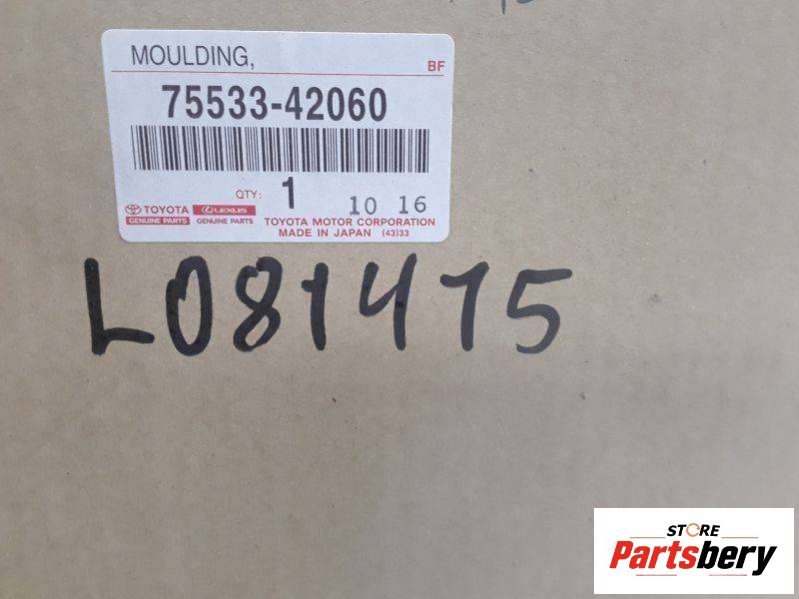 MOULDING,
BF
75533-42060
QTY: 1 10 16
TOYOTA LEXUS
GENUINE PARTS GENUINE PARTS
TOYOTA MOTOR CORPORATION
MADE IN JAPAN (43)33
L081415
STORE
Partsbery